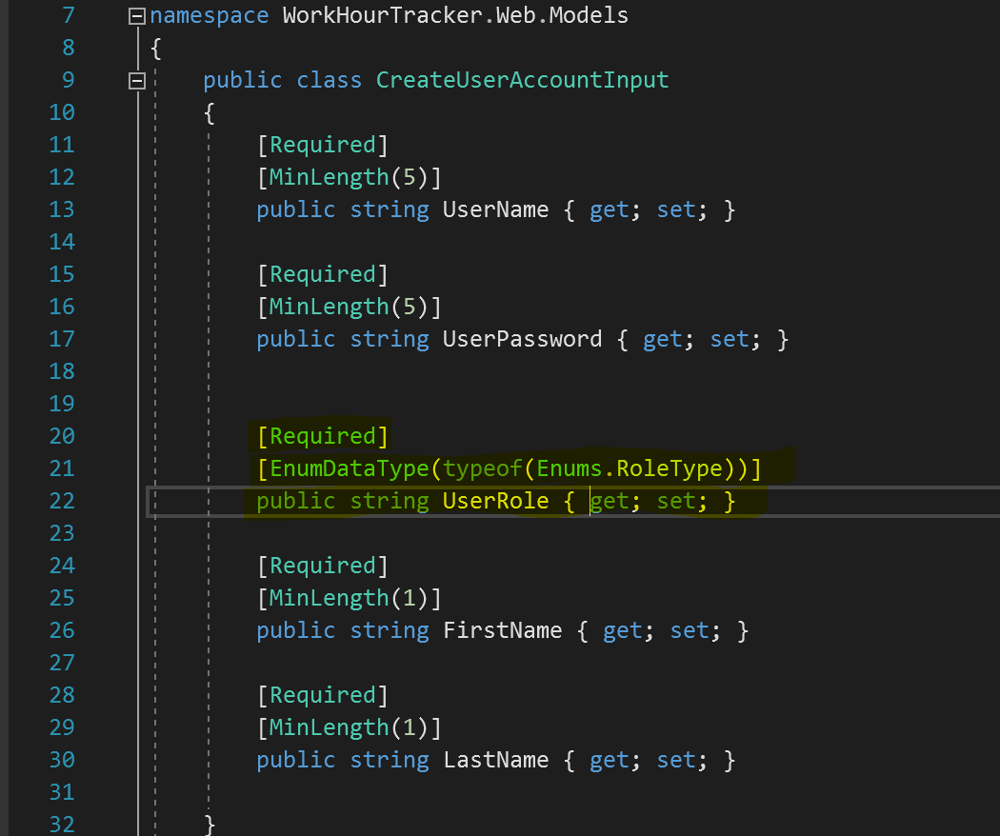 7 namespace WorkHourTracker.Web.Models
8 {
9 public class CreateUserAccountInput
10 {
11 [Required]
12 [MinLength(5)]
13 public string UserName { get; set; }
14
15 [Required]
16 [MinLength(5)]
17 public string UserPassword { get; set; }
18
19
20 [Required]
21 [EnumDataType(typeof(Enums.RoleType))]
22 public string UserRole { get; set; }
23
24 [Required]
25 [MinLength(1)]
26 public string FirstName { get; set; }
27
28 [Required]
29 [MinLength(1)]
30 public string LastName { get; set; }
31
32 }